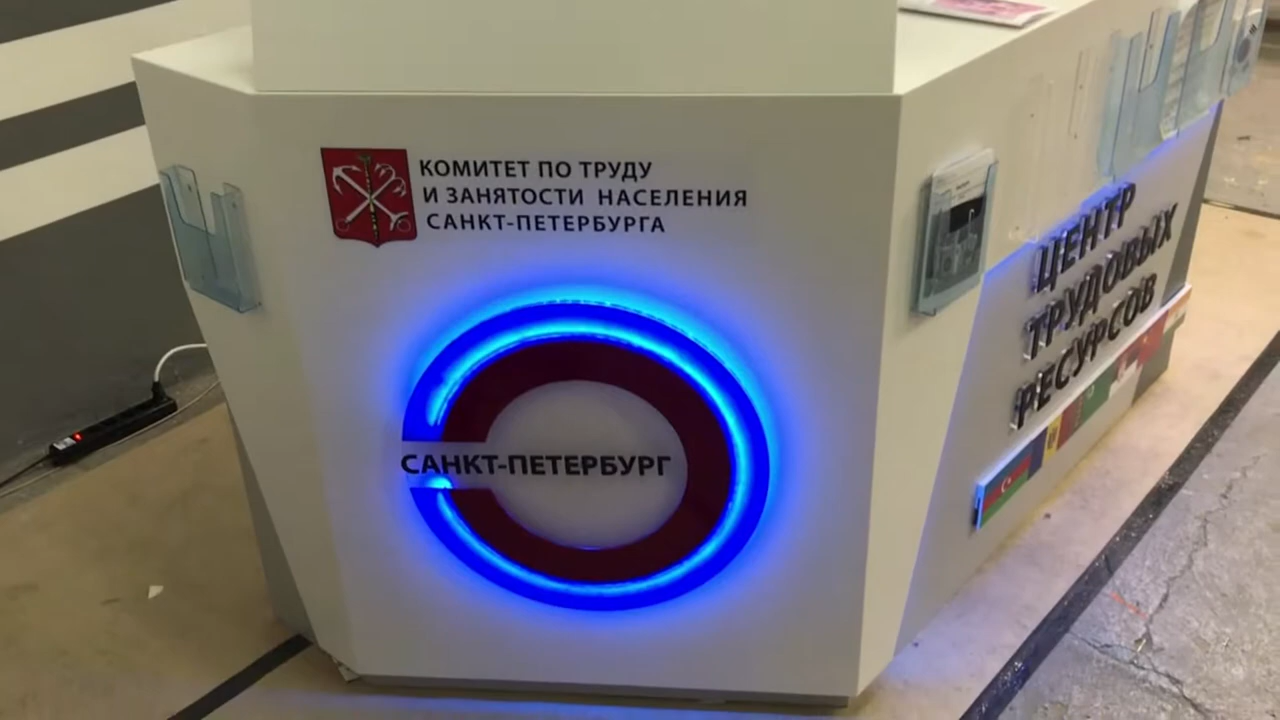 КОМИТЕТ ПО ТРУДУ
И ЗАНЯТОСТИ НАСЕЛЕНИЯ
САНКТ-ПЕТЕРБУРГА
САНКТ-ПЕТЕРБУРГ
ЦЕНТР
ТРУДОВЫХ
РЕСУРСОВ